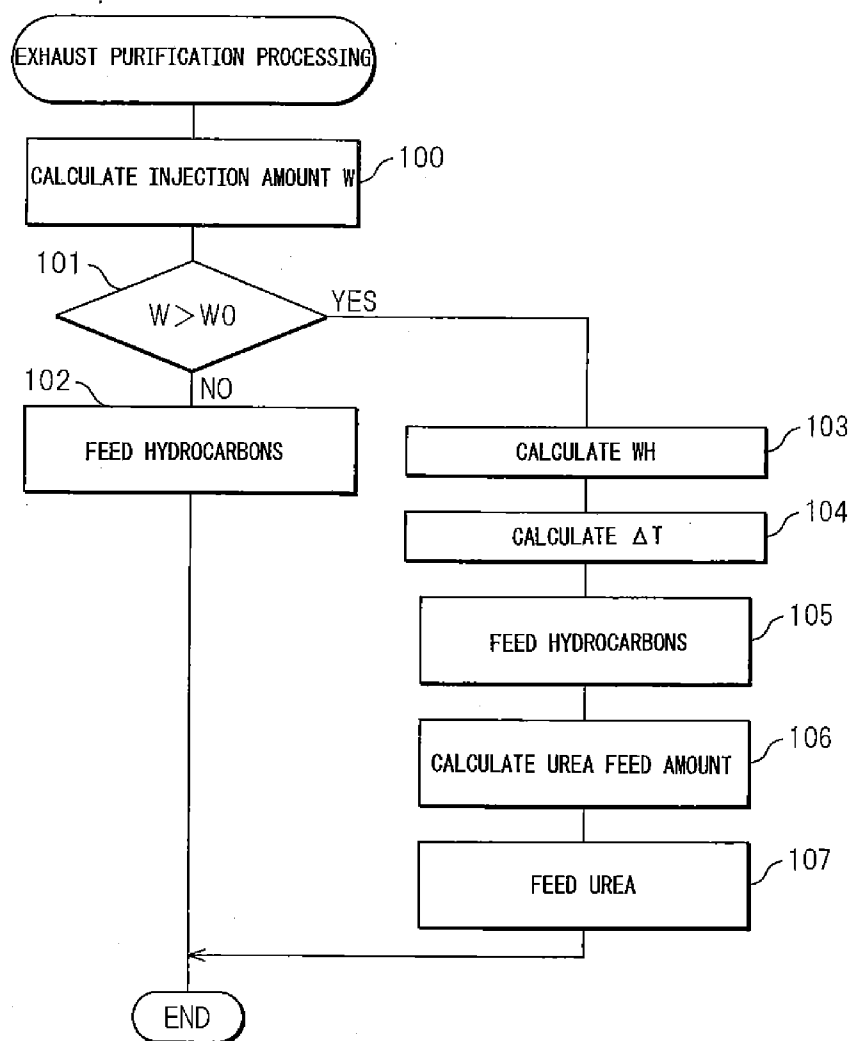 EXHAUST PURIFICATION PROCESSING
CALCULATE INJECTION AMOUNT W
100
101
W>W0
YES
NO
102
FEED HYDROCARBONS
CALCULATE WH
103
CALCULATE ΔT
104
FEED HYDROCARBONS
105
CALCULATE UREA FEED AMOUNT
106
FEED UREA
107
END